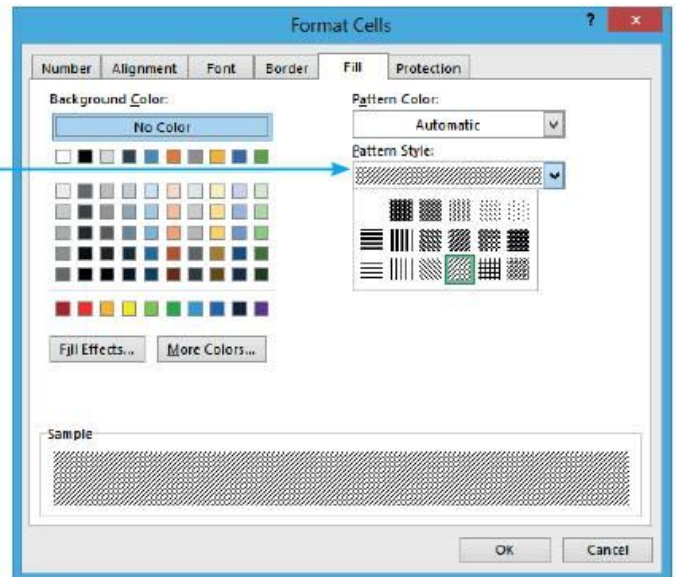 Format Cells
?
x
Number Alignment Font Border Fill Protection
Background Color:
No Color
Pattern Color:
Automatic
Pattern Style:
Fill Effects...
More Colors...
Sample
OK
Cancel